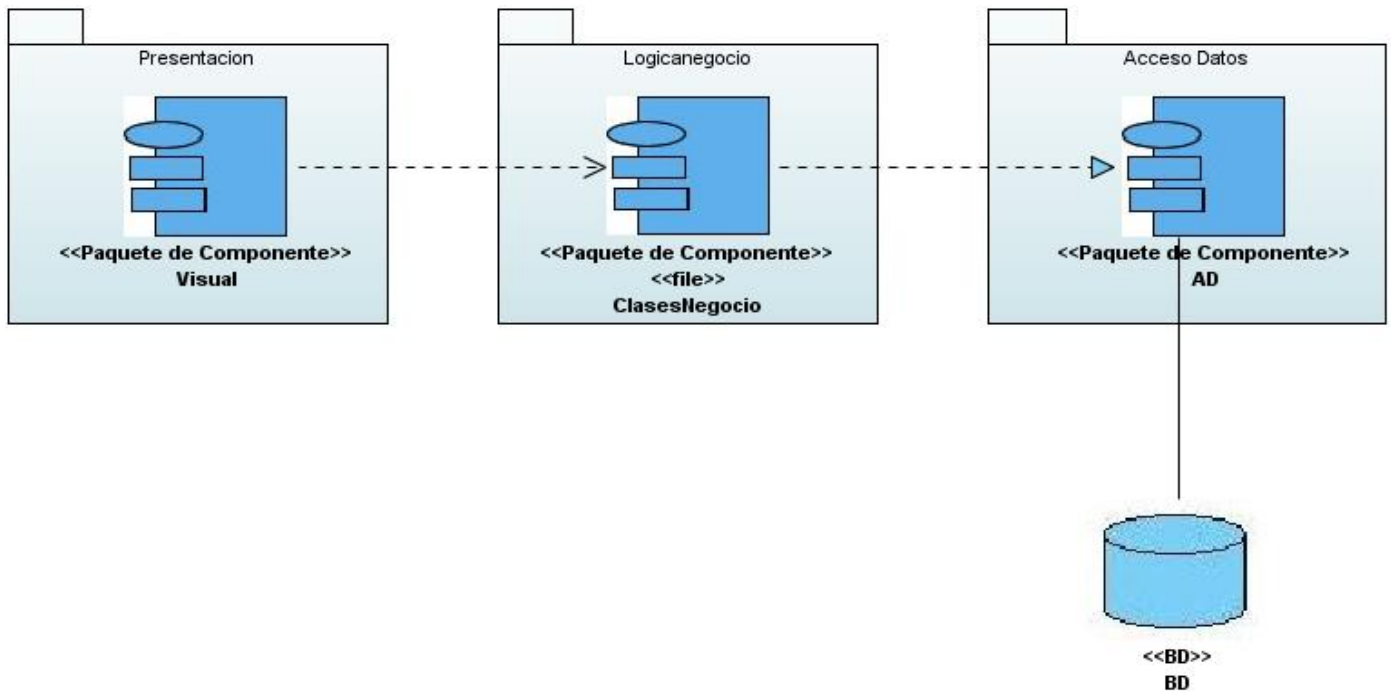 Presentacion
<<Paquete de Componente>>
Visual
Logicanegocio
<<Paquete de Componente>>
<<file>>
ClasesNegocio
Acceso Datos
<<Paquete de Componente>>
AD
<<BD>>
BD